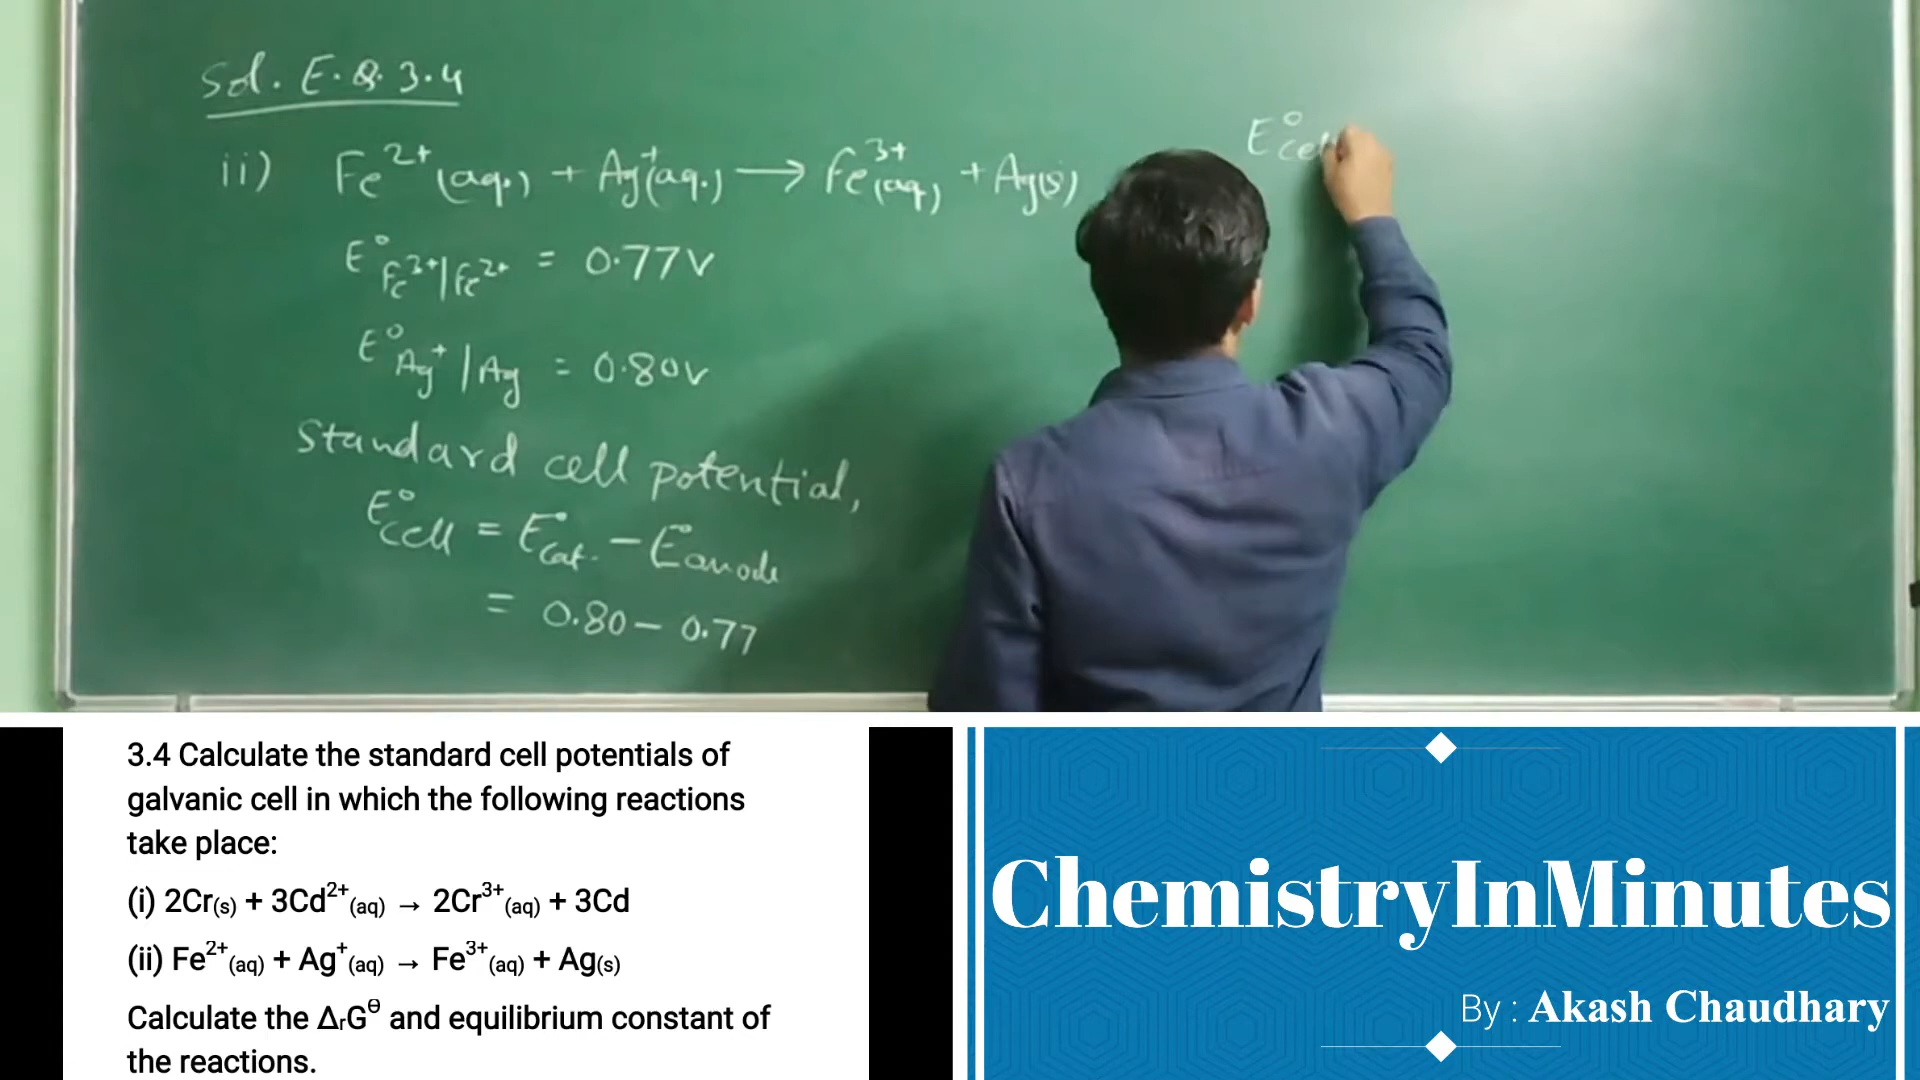 Sol. E.Q. 3.4
ii) Fe²⁺(aq.) + Ag⁺(aq.) → Fe³⁺(aq) + Ag(s)
E°Fe³⁺|Fe²⁺ = 0.77V
E°Ag⁺|Ag = 0.80V
Standard cell potential,
E°cell = E°cat. - E°anode
= 0.80 - 0.77
E°cell
3.4 Calculate the standard cell potentials of
galvanic cell in which the following reactions
take place:
(i) 2Cr(s) + 3Cd²⁺(aq) → 2Cr³⁺(aq) + 3Cd
(ii) Fe²⁺(aq) + Ag⁺(aq) → Fe³⁺(aq) + Ag(s)
Calculate the ΔrG⊖ and equilibrium constant of
the reactions.
ChemistryInMinutes
By : Akash Chaudhary